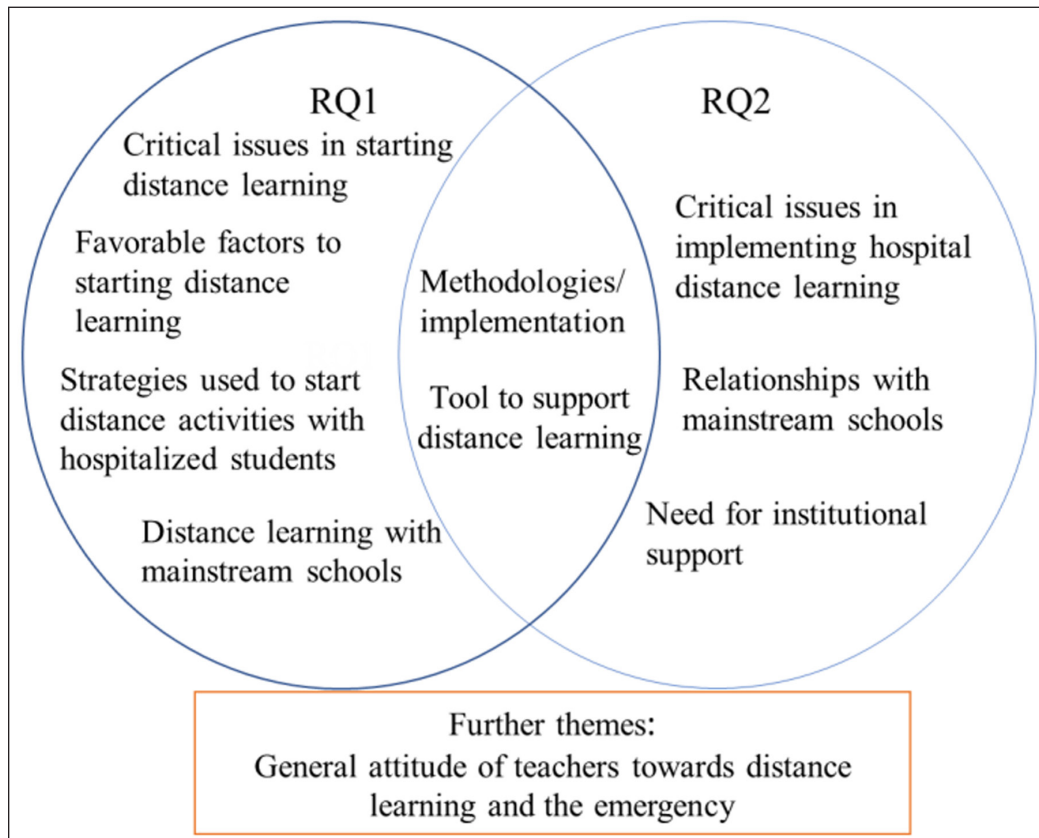 RQ1
Critical issues in starting
distance learning
Favorable factors to
starting distance
learning
Strategies used to start
distance activities with
hospitalized students
Distance learning with
mainstream schools
Methodologies/
implementation
Tool to support
distance learning
RQ2
Critical issues in
implementing hospital
distance learning
Relationships with
mainstream schools
Need for institutional
support
Further themes:
General attitude of teachers towards distance
learning and the emergency